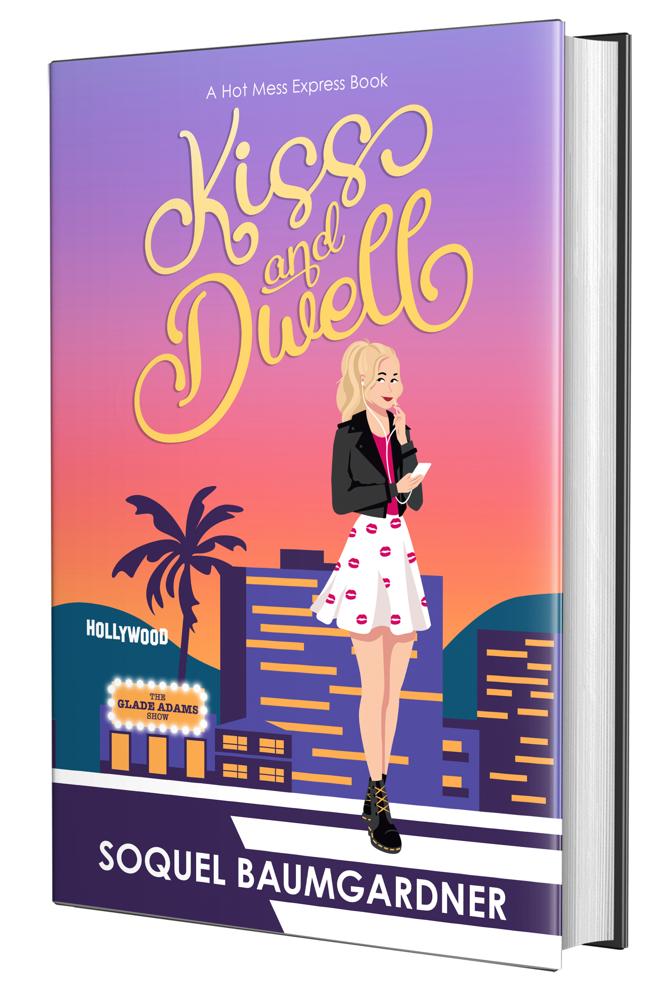 A Hot Mess Express Book
Kiss
and
Dwell
HOLLYWOOD
THE
GLADE ADAMS
SHOW
SOQUEL BAUMGARDNER